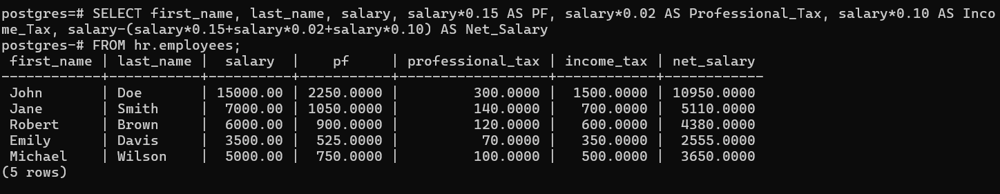 postgres=# SELECT first_name, last_name, salary, salary*0.15 AS PF, salary*0.02 AS Professional_Tax, salary*0.10 AS Inco
me_Tax, salary-(salary*0.15+salary*0.02+salary*0.10) AS Net_Salary
postgres-# FROM hr.employees;
 first_name | last_name |  salary  |    pf     | professional_tax | income_tax | net_salary
------------+-----------+----------+-----------+------------------+------------+------------
 John       | Doe       | 15000.00 | 2250.0000 |         300.0000 |  1500.0000 | 10950.0000
 Jane       | Smith     |  7000.00 | 1050.0000 |         140.0000 |   700.0000 |  5110.0000
 Robert     | Brown     |  6000.00 |  900.0000 |         120.0000 |   600.0000 |  4380.0000
 Emily      | Davis     |  3500.00 |  525.0000 |          70.0000 |   350.0000 |  2555.0000
 Michael    | Wilson    |  5000.00 |  750.0000 |         100.0000 |   500.0000 |  3650.0000
(5 rows)